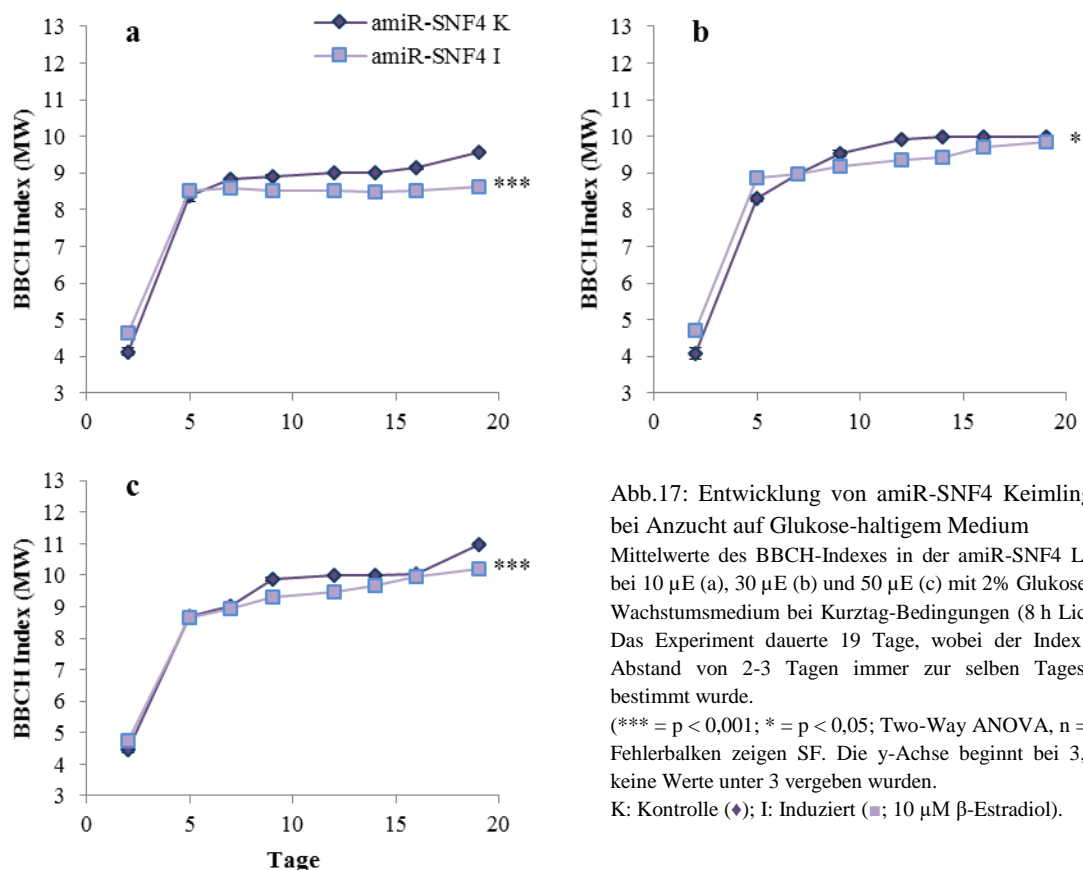 a
amiR-SNF4 K
amiR-SNF4 I
13
12
11
10
9
8
7
6
5
4
3
BBCH Index (MW)
***
0 5 10 15 20
b
13
12
11
10
9
8
7
6
5
4
3
BBCH Index (MW)
*
0 5 10 15 20
c
13
12
11
10
9
8
7
6
5
4
3
BBCH Index (MW)
***
0 5 10 15 20
Tage
Abb.17: Entwicklung von amiR-SNF4 Keimling
bei Anzucht auf Glukose-haltigem Medium
Mittelwerte des BBCH-Indexes in der amiR-SNF4 L
bei 10 µE (a), 30 µE (b) und 50 µE (c) mit 2% Glukose
Wachstumsmedium bei Kurztag-Bedingungen (8 h Lic
Das Experiment dauerte 19 Tage, wobei der Index
Abstand von 2-3 Tagen immer zur selben Tages
bestimmt wurde.
(*** = p < 0,001; * = p < 0,05; Two-Way ANOVA, n =
Fehlerbalken zeigen SF. Die y-Achse beginnt bei 3,
keine Werte unter 3 vergeben wurden.
K: Kontrolle (♦); I: Induziert (■; 10 µM β-Estradiol).